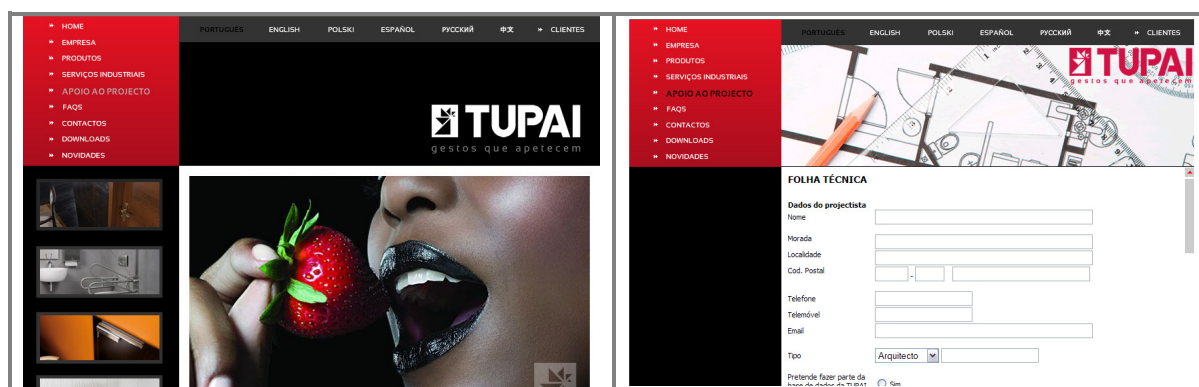 HOME
EMPRESA
PRODUTOS
SERVIÇOS INDUSTRIAIS
APOIO AO PROJECTO
FAQS
CONTACTOS
DOWNLOADS
NOVIDADES
PORTUGUÊS ENGLISH POLSKI ESPAÑOL РУССКИЙ 中文 » CLIENTES
TUPAI
gestos que apetecem
HOME
EMPRESA
PRODUTOS
SERVIÇOS INDUSTRIAIS
APOIO AO PROJECTO
FAQS
CONTACTOS
DOWNLOADS
NOVIDADES
PORTUGUÊS ENGLISH POLSKI ESPAÑOL РУССКИЙ 中文 » CLIENTES
TUPAI
gestos que apetecem
FOLHA TÉCNICA
Dados do projectista
Nome
Morada
Localidade
Cod. Postal -
Telefone
Telemóvel
Email
Tipo Arquitecto
Pretende fazer parte da
base de dados da TUPAI Sim